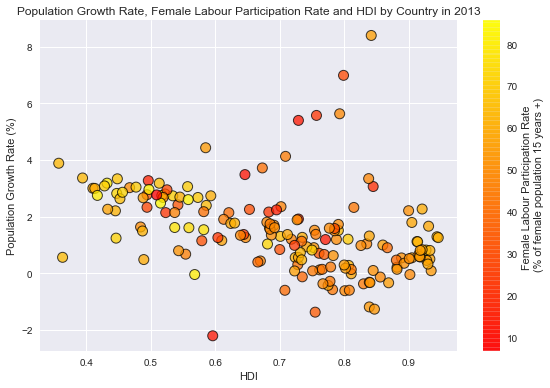 Population Growth Rate, Female Labour Participation Rate and HDI by Country in 2013
8
6
4
2
0
−2
Population Growth Rate (%)
0.4 0.5 0.6 0.7 0.8 0.9
HDI
80
70
60
50
40
30
20
10
Female Labour Participation Rate
(% of female population 15 years +)